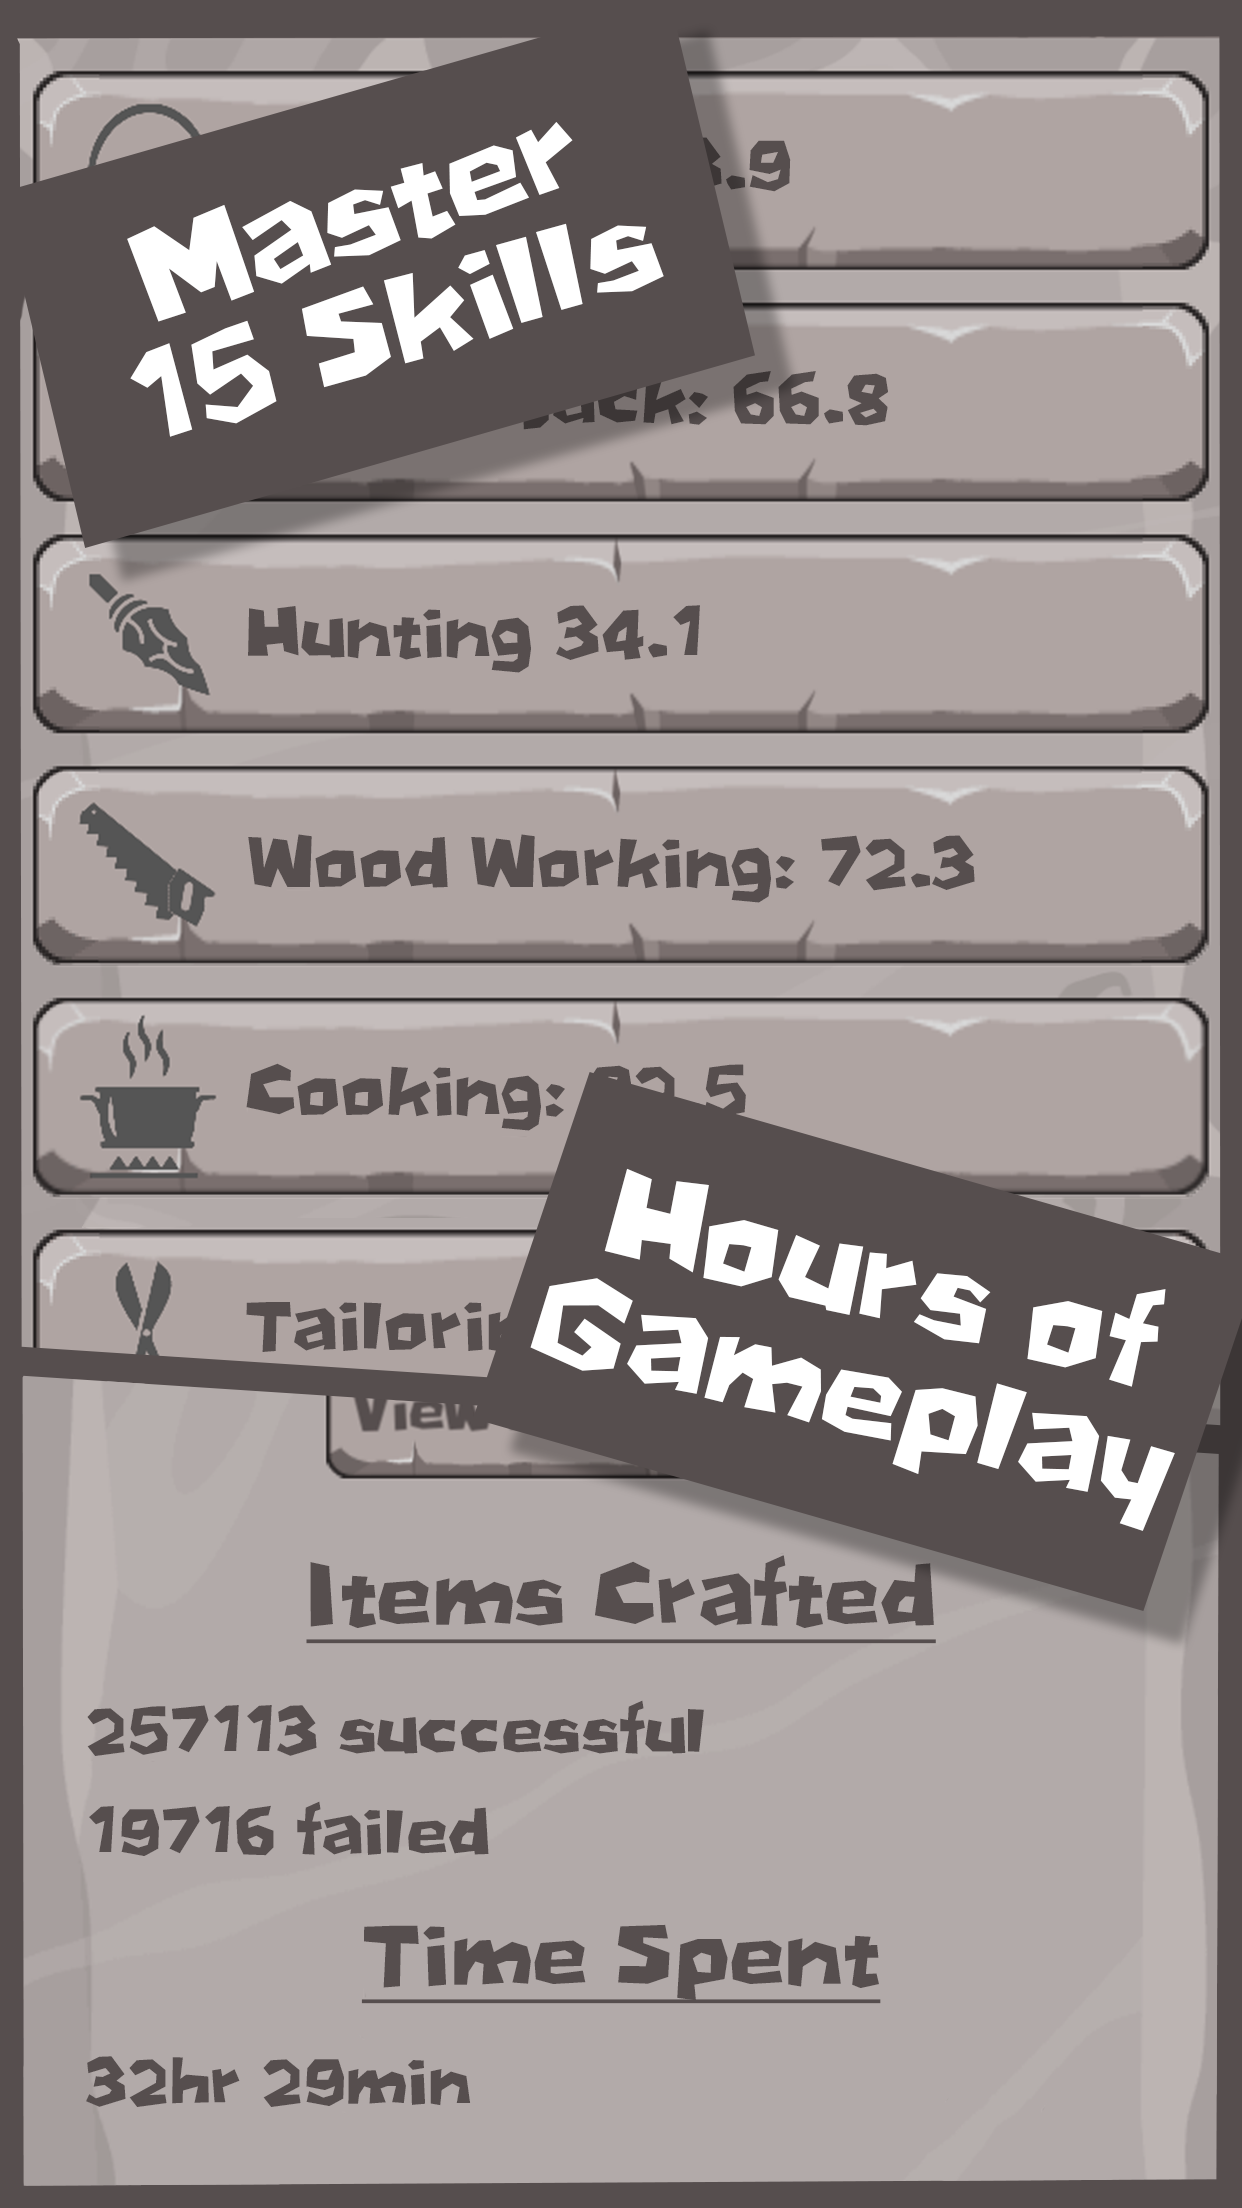 Master
15 Skills
.9
66.8
Hunting 34.1
Wood Working: 72.3
Cooking:
Hours of
Gameplay
View
Items Crafted
257113 successful
19716 failed
Time Spent
32hr 29min